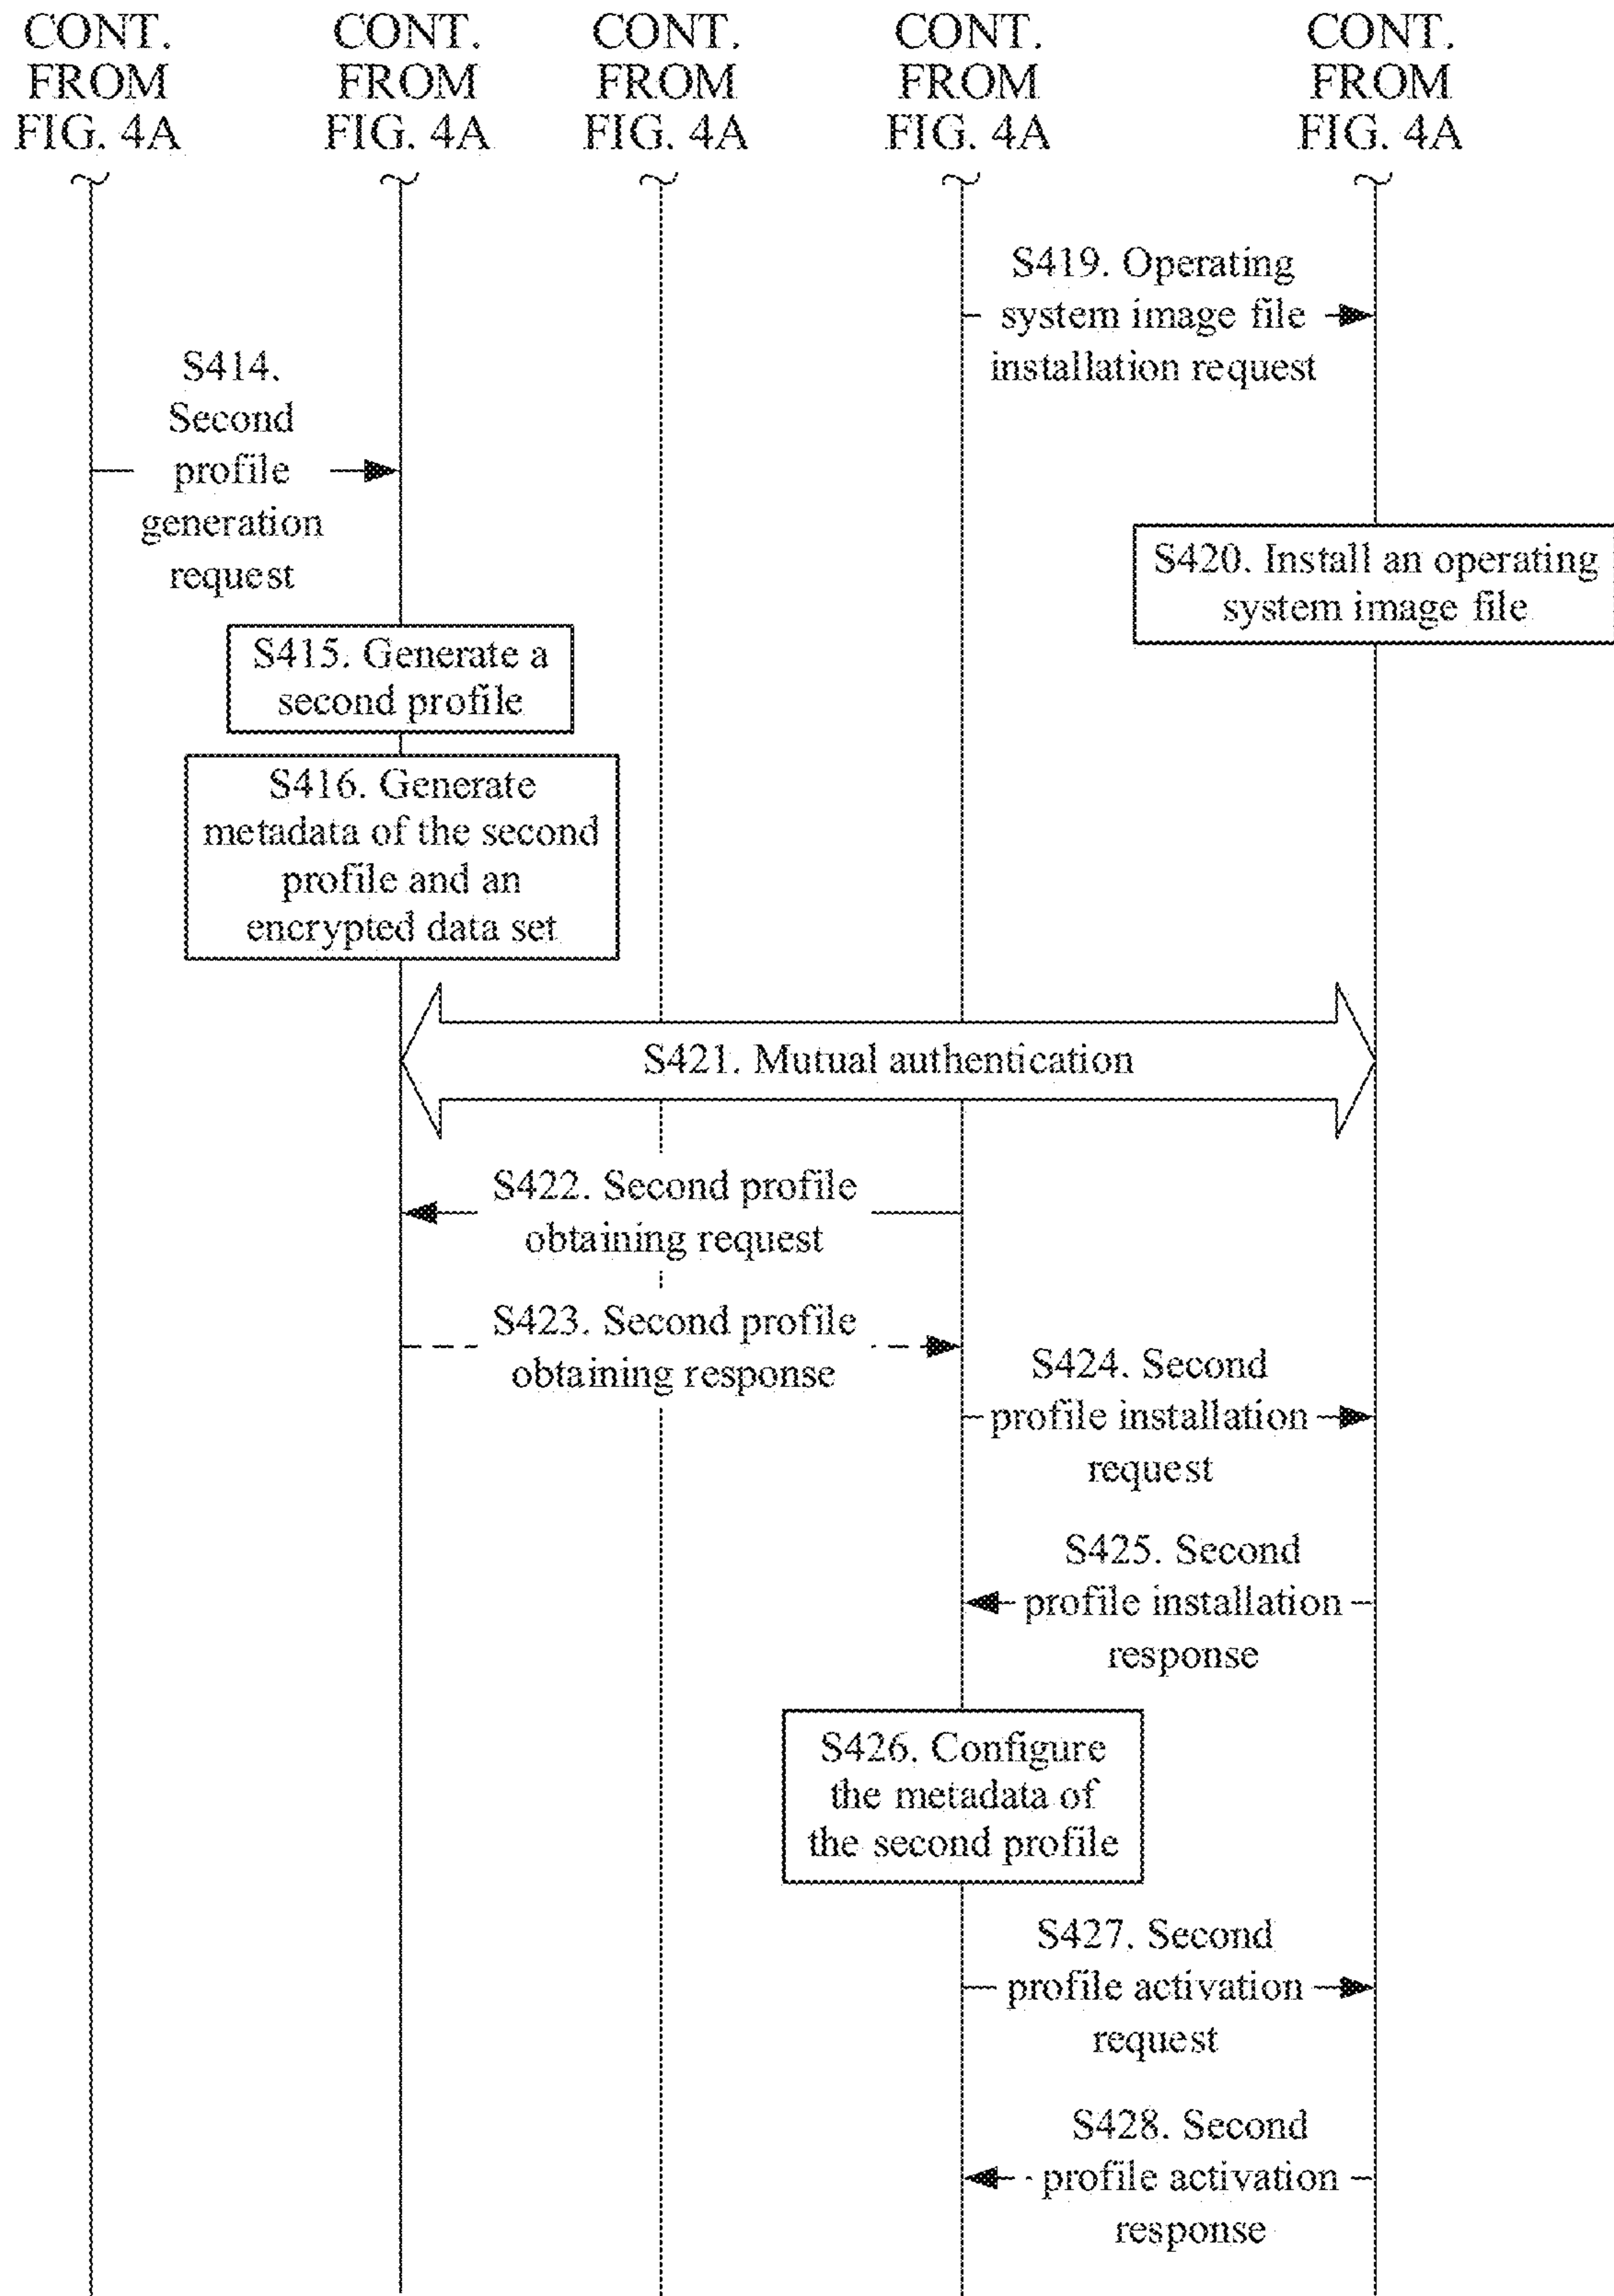 CONT.
FROM
FIG. 4A
CONT.
FROM
FIG. 4A
CONT.
FROM
FIG. 4A
CONT.
FROM
FIG. 4A
CONT.
FROM
FIG. 4A
S419. Operating
system image file
installation request
S414.
Second
profile
generation
request
S420. Install an operating
system image file
S415. Generate a
second profile
S416. Generate
metadata of the second
profile and an
encrypted data set
S421. Mutual authentication
S422. Second profile
obtaining request
S423. Second profile
obtaining response
S424. Second
profile installation
request
S425. Second
profile installation
response
S426. Configure
the metadata of
the second profile
S427. Second
profile activation
request
S428. Second
profile activation
response